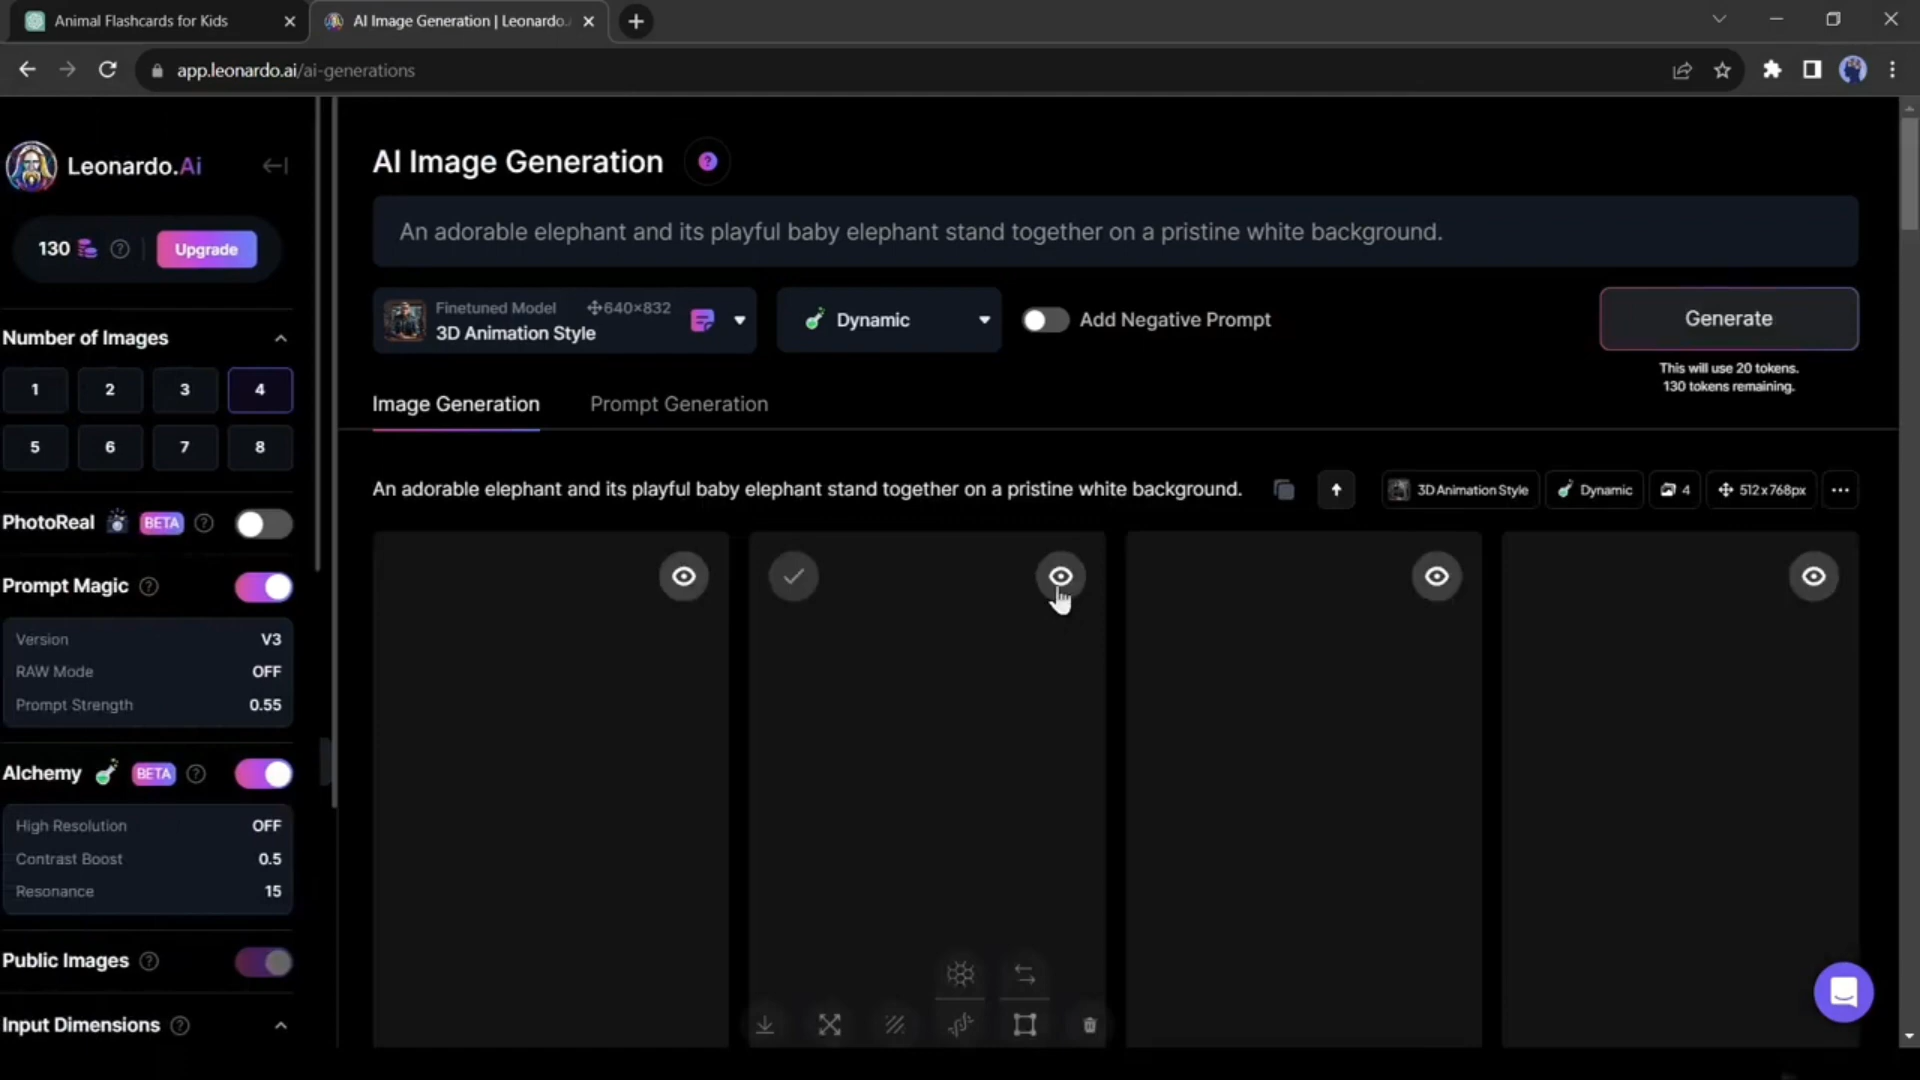 Animal Flashcards for Kids
AI Image Generation | Leonardo.
app.leonardo.ai/ai-generations
Leonardo.Ai
130
Upgrade
Number of Images
1 2 3 4
5 6 7 8
PhotoReal BETA
Prompt Magic
Version V3
RAW Mode OFF
Prompt Strength 0.55
Alchemy BETA
High Resolution OFF
Contrast Boost 0.5
Resonance 15
Public Images
Input Dimensions
AI Image Generation
An adorable elephant and its playful baby elephant stand together on a pristine white background.
Finetuned Model 640×832
3D Animation Style
Dynamic
Add Negative Prompt
Generate
This will use 20 tokens.
130 tokens remaining.
Image Generation Prompt Generation
An adorable elephant and its playful baby elephant stand together on a pristine white background.
3D Animation Style Dynamic 4 512x768px